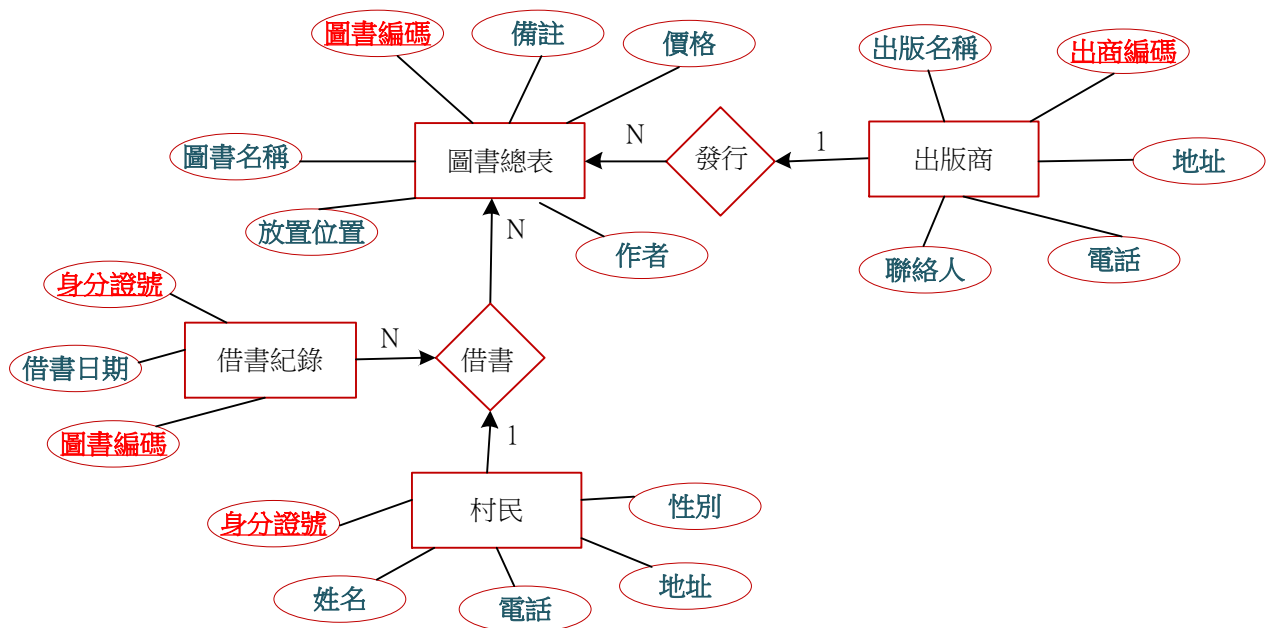 圖書編碼
備註
價格
出版名稱
出商編碼
圖書名稱
圖書總表
N
發行
1
出版商
地址
放置位置
N
作者
聯絡人
電話
身分證號
借書日期
借書紀錄
N
借書
圖書編碼
1
身分證號
村民
性別
姓名
電話
地址